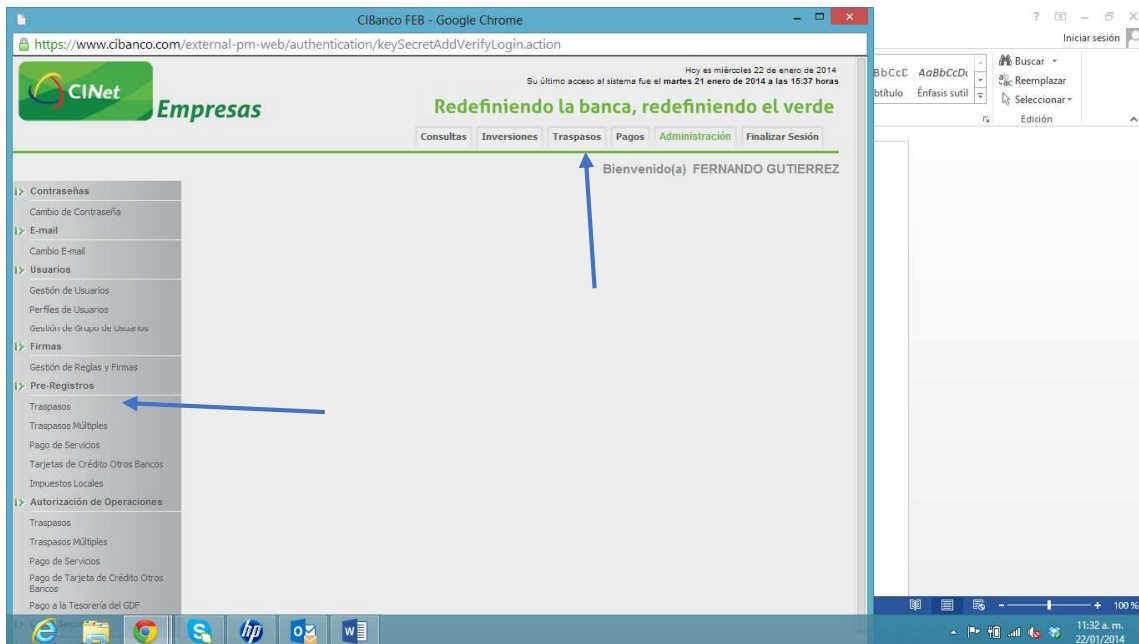 CIBanco FEB - Google Chrome
https://www.cibanco.com/external-pm-web/authentication/keySecretAddVerifyLogin.action
Iniciar sesión
CINet
Empresas
Hoy es miércoles 22 de enero de 2014
Su último acceso al sistema fue el martes 21 enero de 2014 a las 15:37 horas
Redefiniendo la banca, redefiniendo el verde
Consultas Inversiones Traspasos Pagos Administración Finalizar Sesión
Bienvenido(a) FERNANDO GUTIERREZ
Contraseñas
Cambio de Contraseña
E-mail
Cambio E-mail
Usuarios
Gestión de Usuarios
Perfiles de Usuarios
Gestión de Grupo de Usuarios
Firmas
Gestión de Reglas y Firmas
Pre-Registros
Traspasos
Traspasos Múltiples
Pago de Servicios
Tarjetas de Crédito Otros Bancos
Impuestos Locales
Autorización de Operaciones
Traspasos
Traspasos Múltiples
Pago de Servicios
Pago de Tarjeta de Crédito Otros
Bancos
Pago a la Tesorería del GDF
Buscar
AaBbCcDı
Reemplazar
Énfasis sutil
Seleccionar
Edición
100 %
11:32 a. m.
22/01/2014